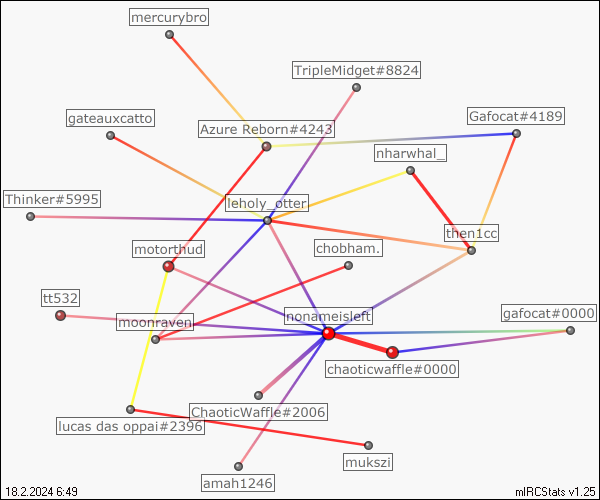 mercurybro
TripleMidget#8824
gateauxcatto
Azure Reborn#4243
Gafocat#4189
nharwhal_
Thinker#5995
leholy_otter
then1cc
motorthud
chobham.
tt532
moonraven
nonameisleft
gafocat#0000
chaoticwaffle#0000
ChaoticWaffle#2006
lucas das oppai#2396
mukszi
amah1246
18.2.2024 6:49
mIRCStats v1.25